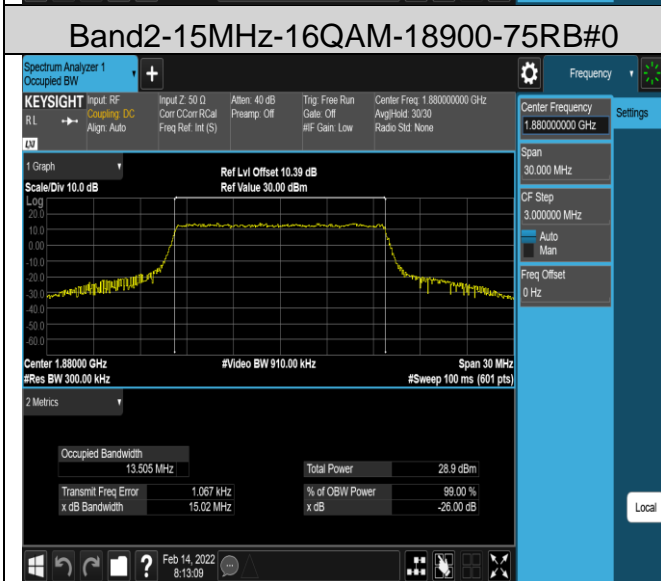 Band2-15MHz-16QAM-18900-75RB#0
Spectrum Analyzer 1
Occupied BW
+
Frequency
KEYSIGHT
RL
LXI
Input: RF
Coupling: DC
Align: Auto
Input Z: 50 Ω
Corr CCorr RCal
Freq Ref: Int (S)
Atten: 40 dB
Preamp: Off
Trig: Free Run
Gate: Off
#IF Gain: Low
Center Freq: 1.880000000 GHz
Avg|Hold: 30/30
Radio Std: None
Center Frequency
1.880000000 GHz
Settings
Span
30.000 MHz
CF Step
3.000000 MHz
Auto
Man
Freq Offset
0 Hz
1 Graph
Ref Lvl Offset 10.39 dB
Scale/Div 10.0 dB
Ref Value 30.00 dBm
Log
20.0
10.0
0.00
-10.0
-20.0
-30.0
-40.0
-50.0
-60.0
Center 1.88000 GHz
#Video BW 910.00 kHz
Span 30 MHz
#Res BW 300.00 kHz
#Sweep 100 ms (601 pts)
2 Metrics
Occupied Bandwidth
13.505 MHz
Total Power 28.9 dBm
Transmit Freq Error 1.067 kHz
% of OBW Power 99.00 %
x dB Bandwidth 15.02 MHz
x dB -26.00 dB
Local
?
Feb 14, 2022
8:13:09